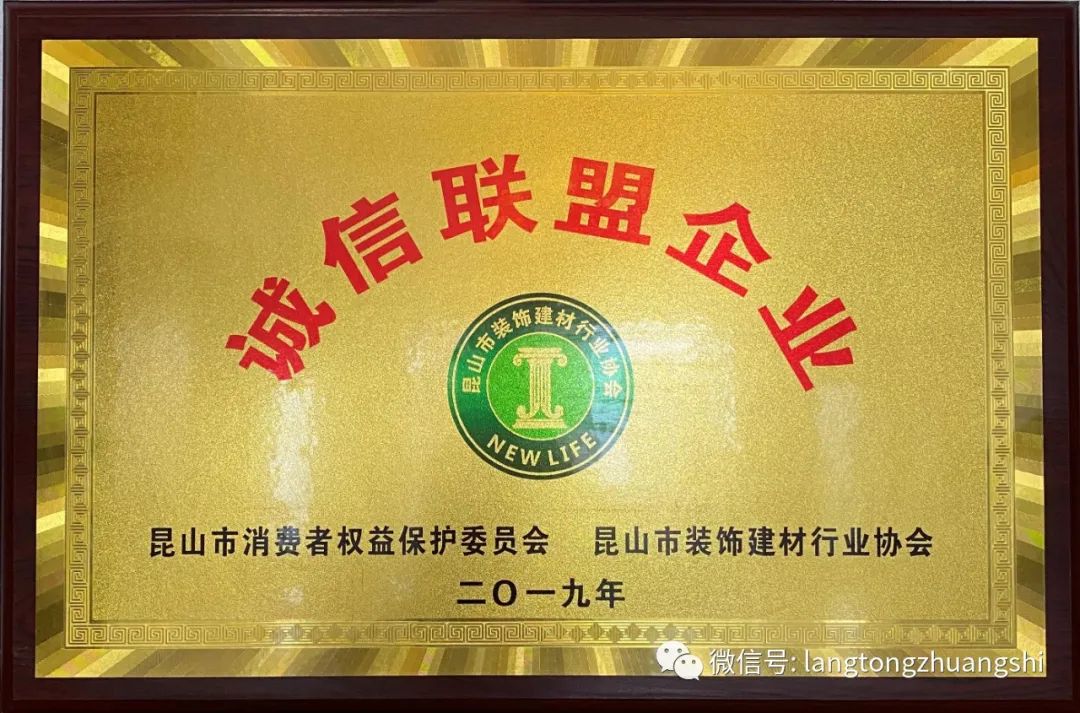 诚信联盟企业
昆山市装饰建材行业协会
NEW LIFE
昆山市消费者权益保护委员会 昆山市装饰建材行业协会
二〇一九年
微信号: langtongzhuangshi